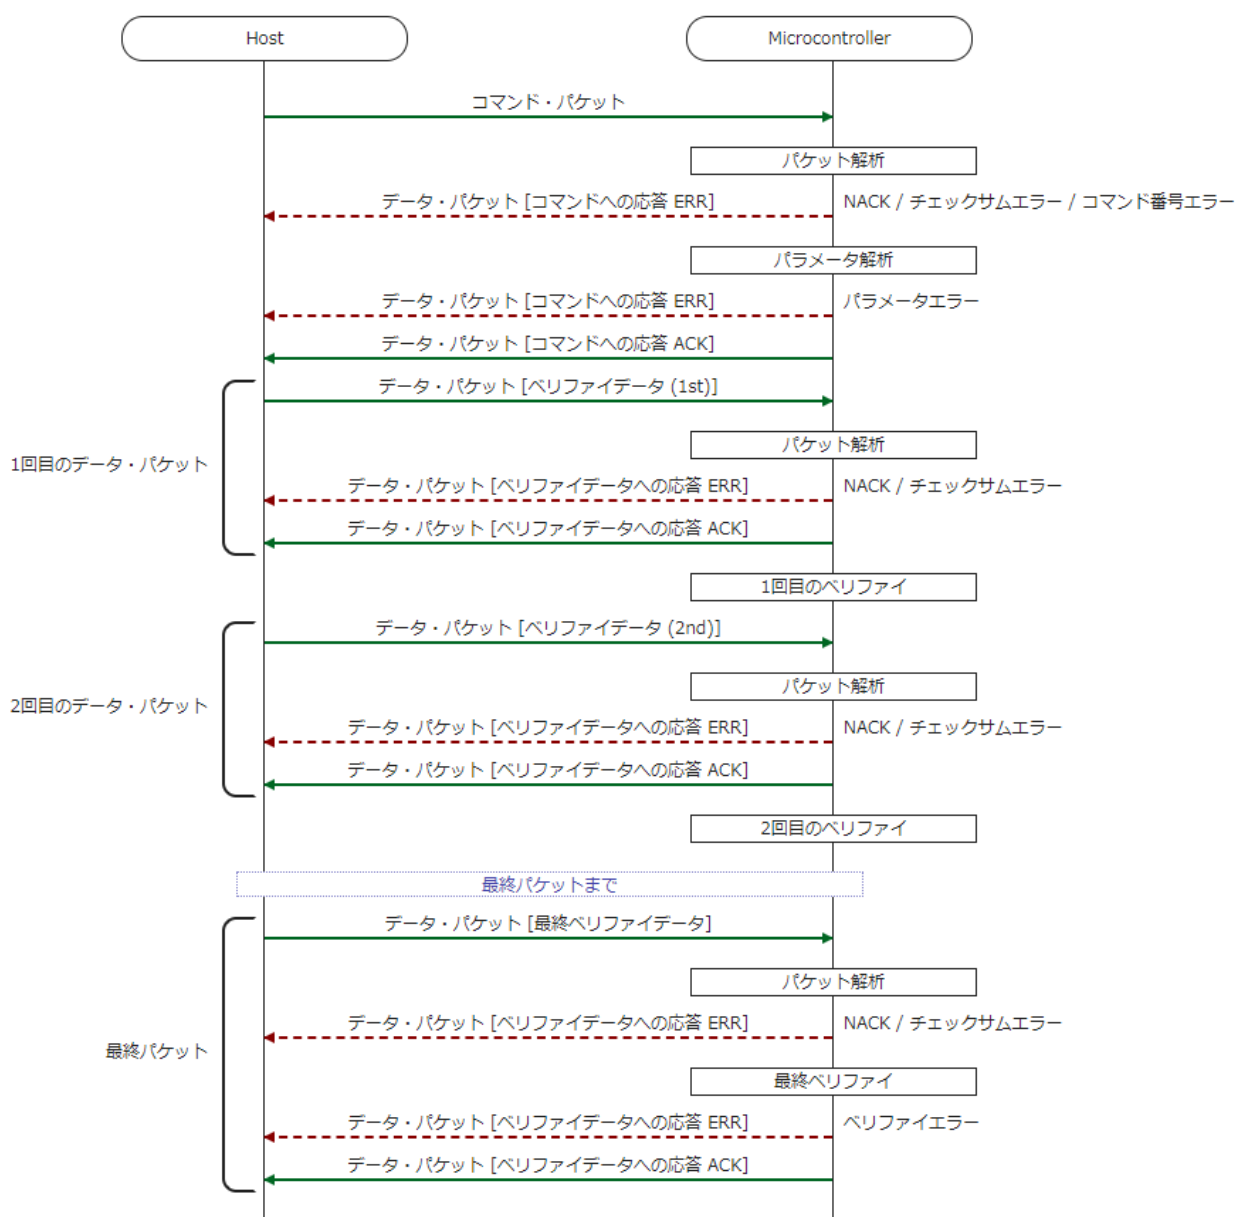 Host
Microcontroller
コマンド・パケット
パケット解析
データ・パケット [コマンドへの応答 ERR]
NACK / チェックサムエラー / コマンド番号エラー
パラメータ解析
データ・パケット [コマンドへの応答 ERR]
パラメータエラー
データ・パケット [コマンドへの応答 ACK]
データ・パケット [ベリファイデータ (1st)]
パケット解析
1回目のデータ・パケット
データ・パケット [ベリファイデータへの応答 ERR]
NACK / チェックサムエラー
データ・パケット [ベリファイデータへの応答 ACK]
1回目のベリファイ
データ・パケット [ベリファイデータ (2nd)]
パケット解析
2回目のデータ・パケット
データ・パケット [ベリファイデータへの応答 ERR]
NACK / チェックサムエラー
データ・パケット [ベリファイデータへの応答 ACK]
2回目のベリファイ
最終パケットまで
データ・パケット [最終ベリファイデータ]
パケット解析
データ・パケット [ベリファイデータへの応答 ERR]
NACK / チェックサムエラー
最終パケット
最終ベリファイ
データ・パケット [ベリファイデータへの応答 ERR]
ベリファイエラー
データ・パケット [ベリファイデータへの応答 ACK]